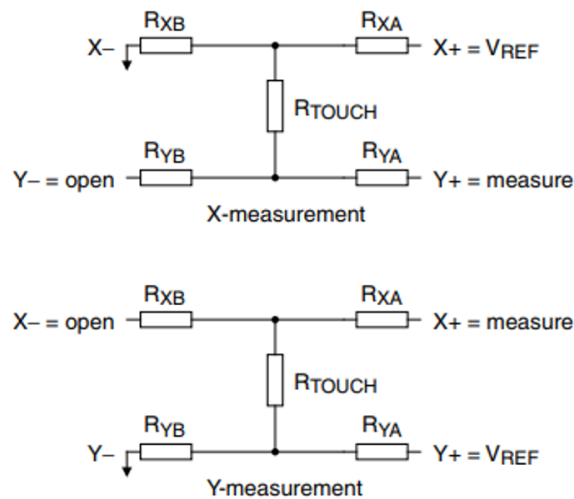 RXB RXA
X– X+ = VREF
RTOUCH
RYB RYA
Y– = open Y+ = measure
X-measurement
RXB RXA
X– = open X+ = measure
RTOUCH
RYB RYA
Y– Y+ = VREF
Y-measurement